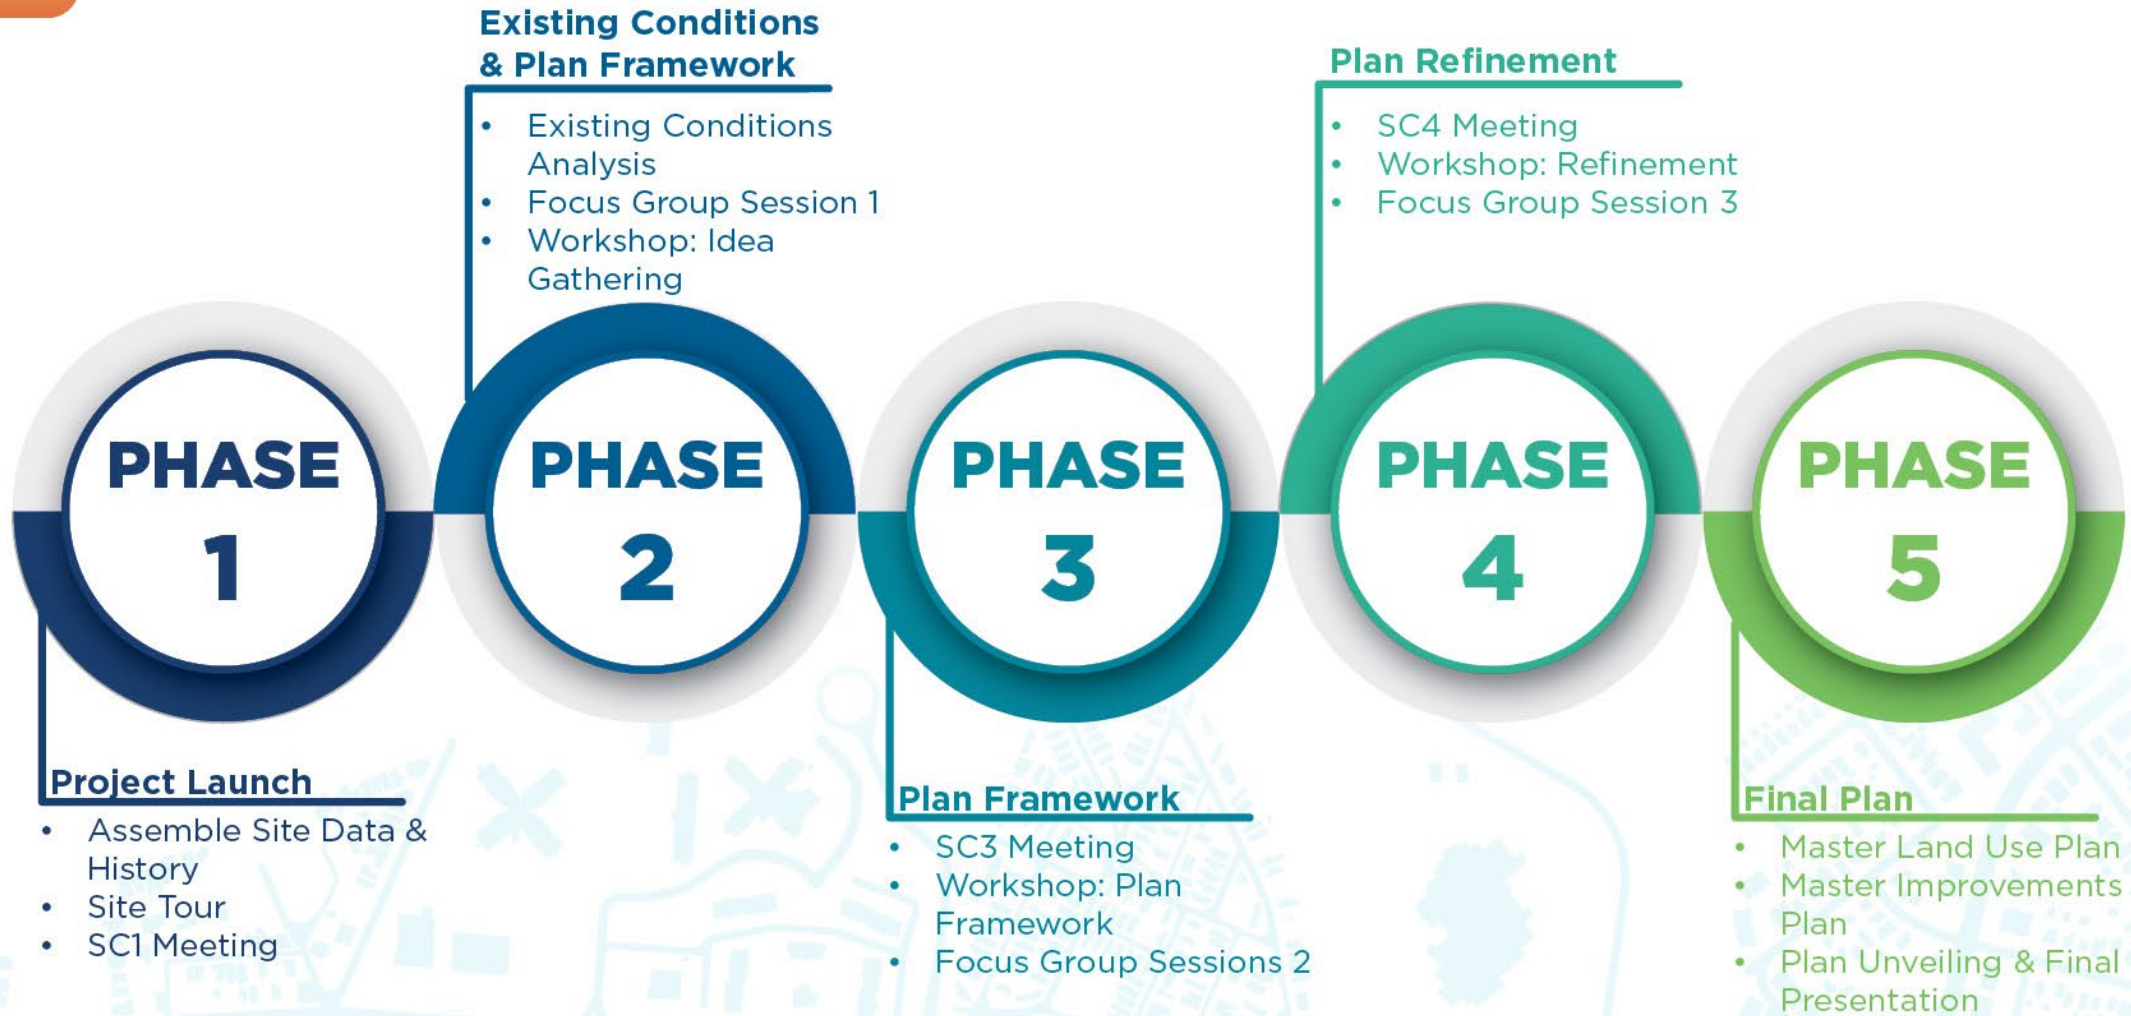 PHASE
1
Project Launch
• Assemble Site Data &
History
• Site Tour
• SC1 Meeting
Existing Conditions
& Plan Framework
• Existing Conditions
Analysis
• Focus Group Session 1
• Workshop: Idea
Gathering
PHASE
2
PHASE
3
Plan Framework
• SC3 Meeting
• Workshop: Plan
Framework
• Focus Group Sessions 2
Plan Refinement
• SC4 Meeting
• Workshop: Refinement
• Focus Group Session 3
PHASE
4
PHASE
5
Final Plan
• Master Land Use Plan
• Master Improvements
Plan
• Plan Unveiling & Final
Presentation